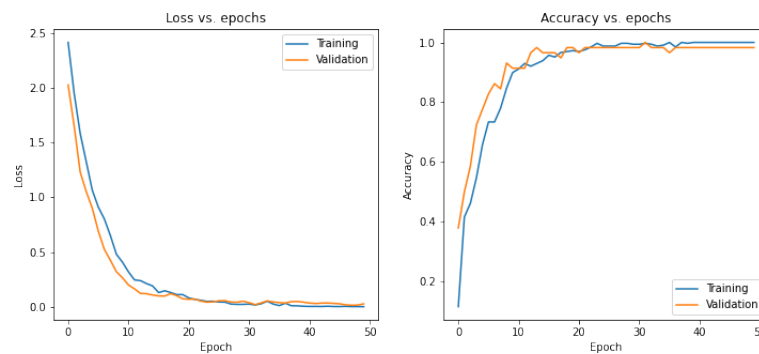 Loss vs. epochs
2.5
2.0
1.5
1.0
0.5
0.0
Loss
0 10 20 30 40 50
Epoch
Training
Validation
Accuracy vs. epochs
1.0
0.8
0.6
0.4
0.2
Accuracy
0 10 20 30 40
Epoch
Training
Validation